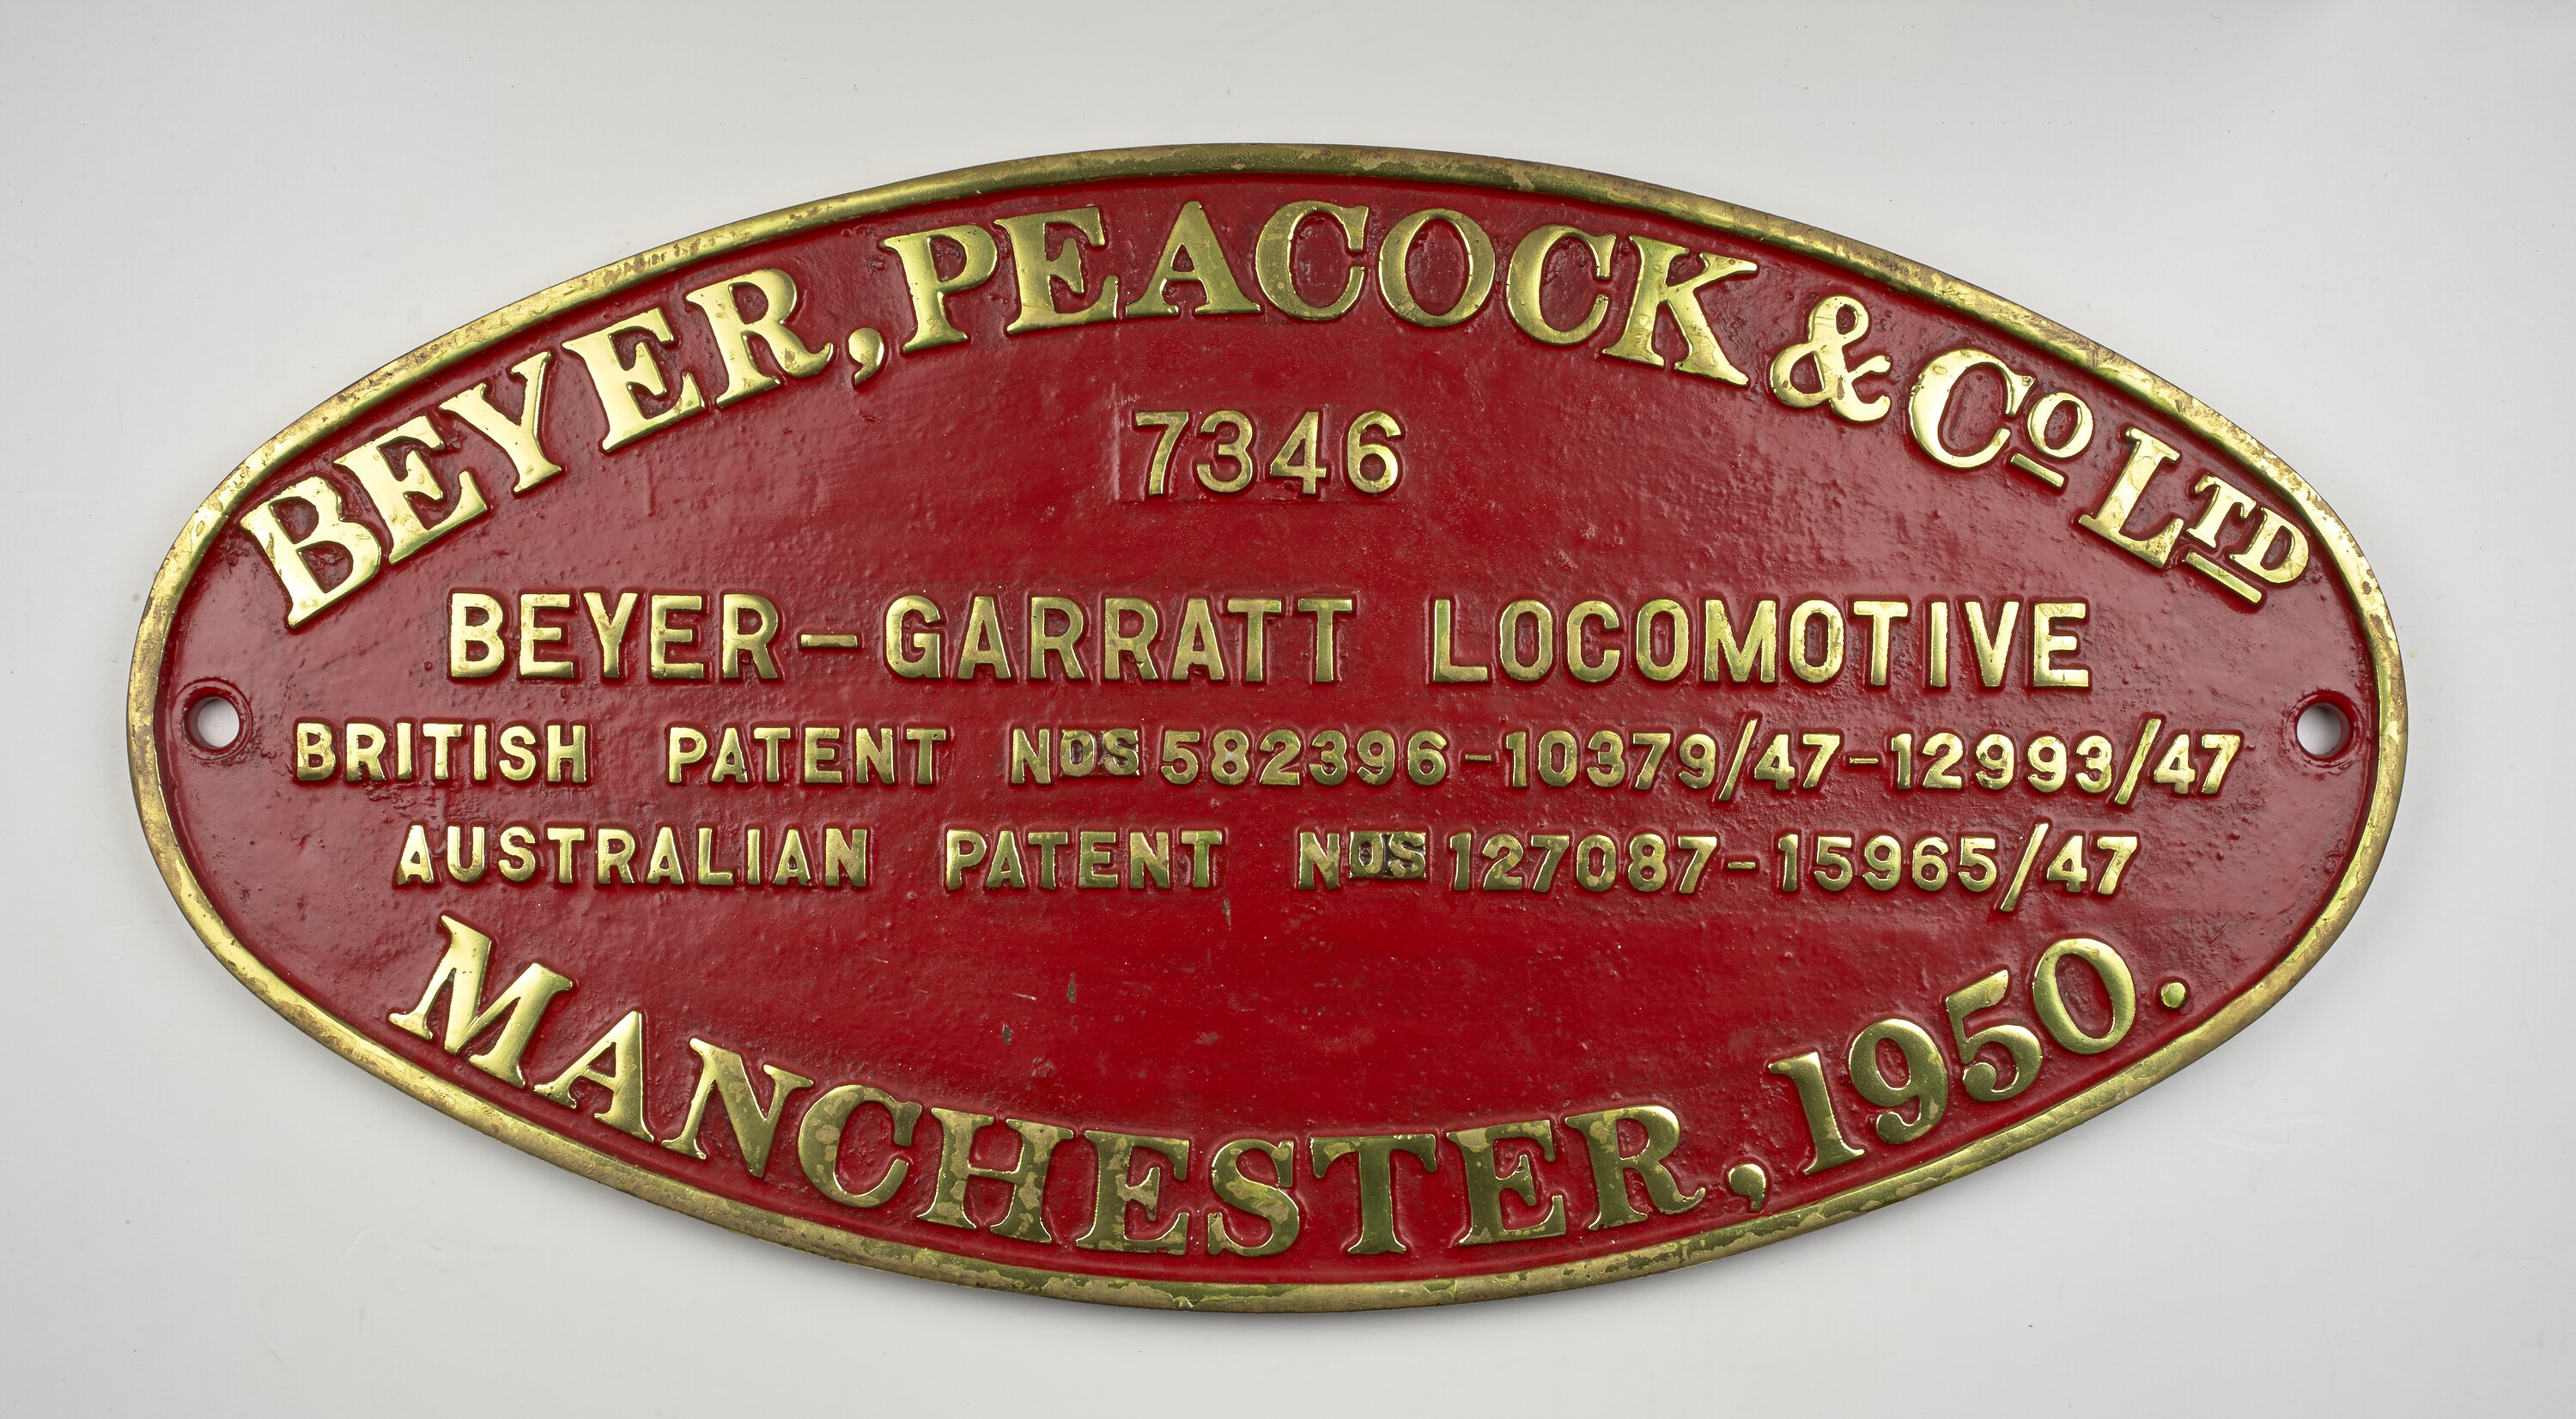 BEYER, PEACOCK & Co LTD
7346
BEYER-GARRATT LOCOMOTIVE
BRITISH PATENT NOS 582396-10379/47-12993/47
AUSTRALIAN PATENT NOS 127087-15965/47
MANCHESTER, 1950.